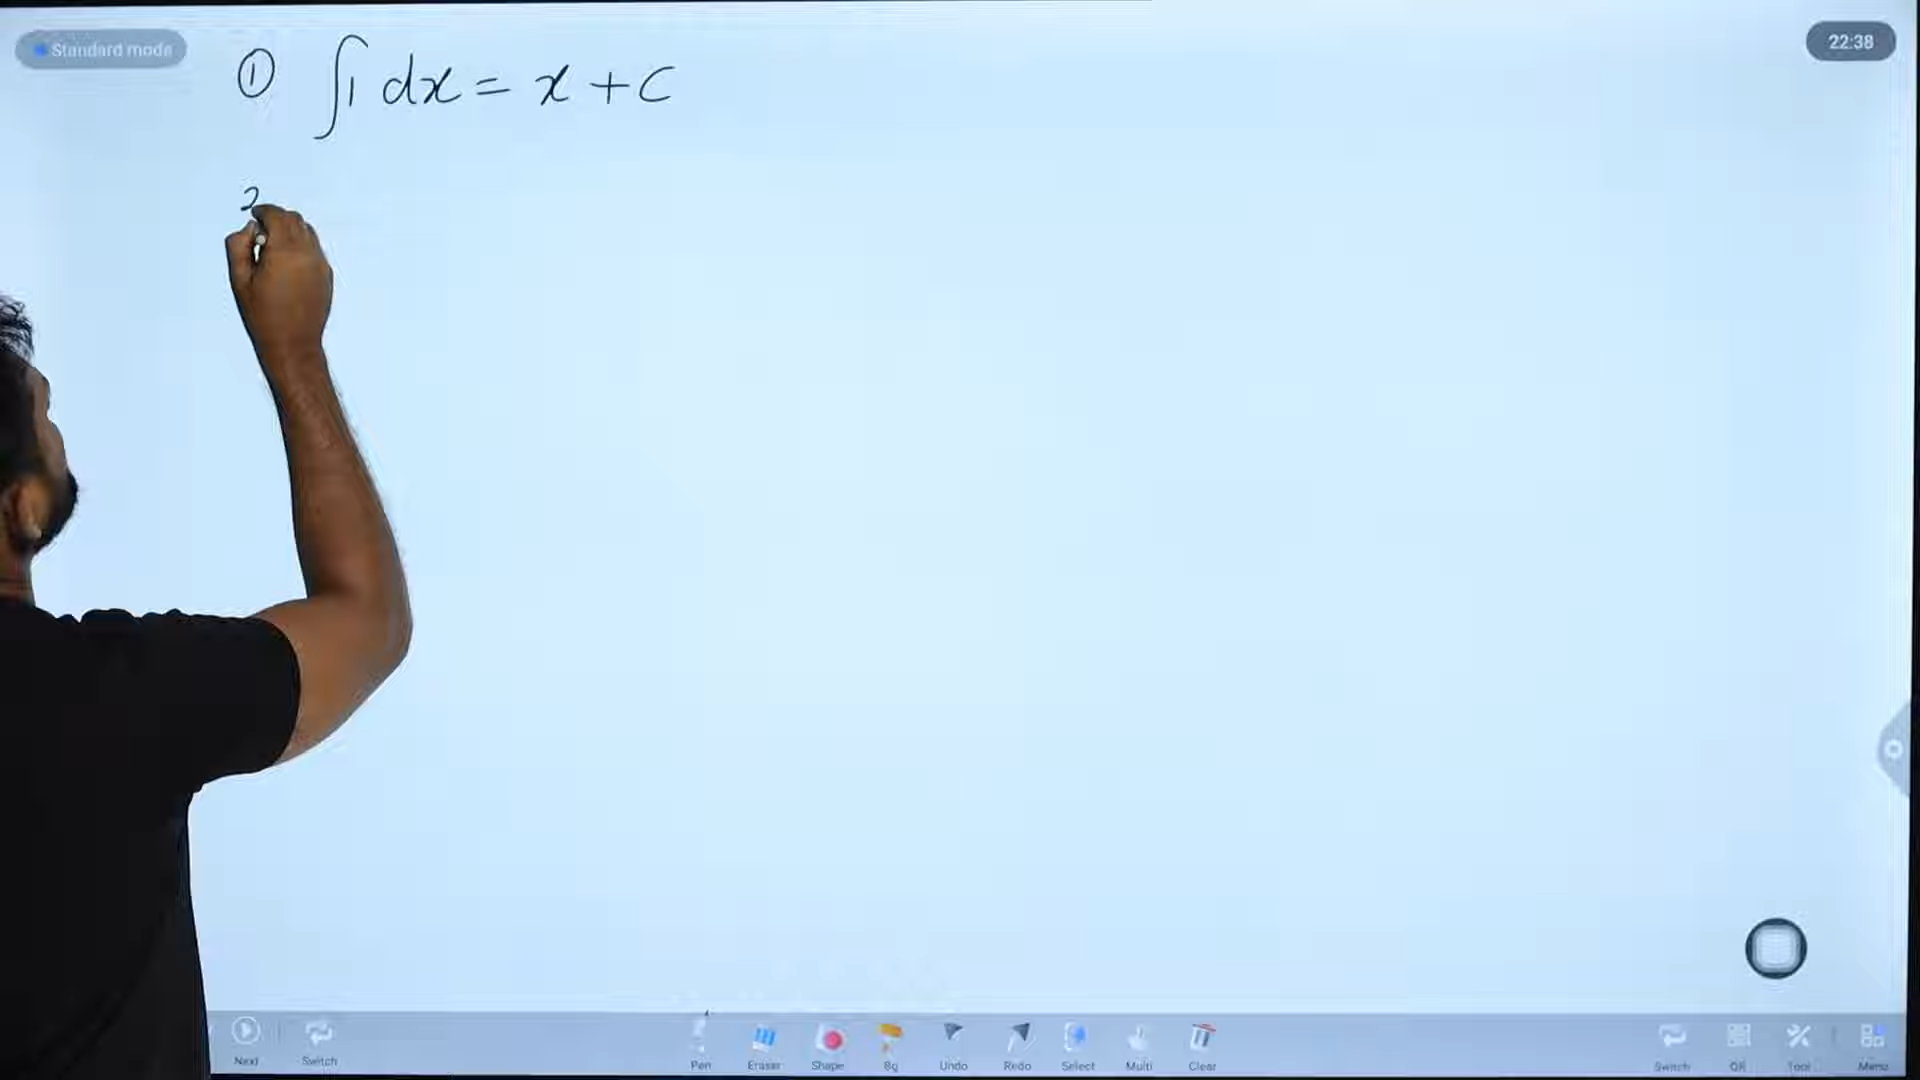 Standard mode
22:38
① ∫1 dx = x + c
2
Next Switch Pen Eraser Shape Bg Undo Redo Select Multi Clear Switch QR Tool Menu